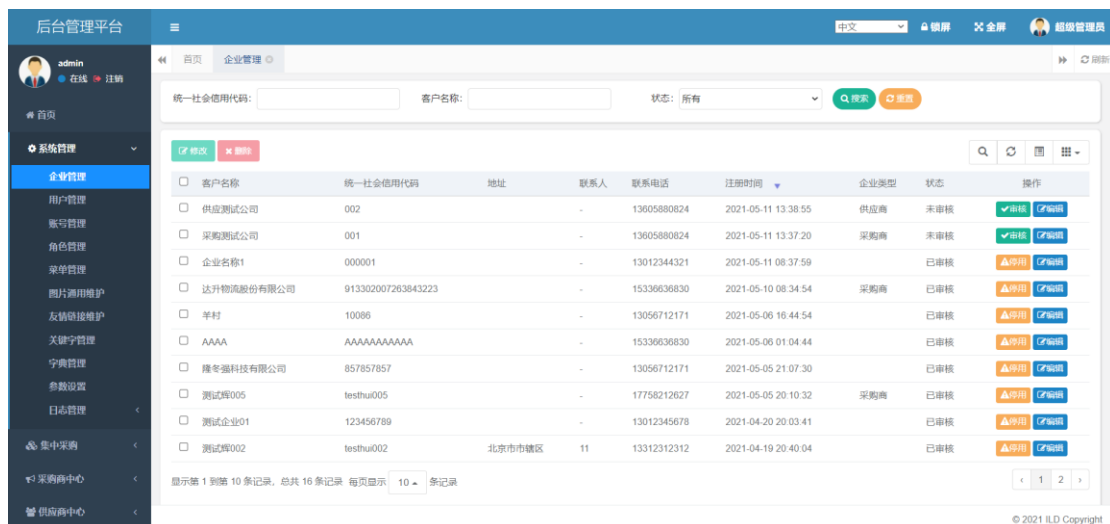 后台管理平台
中文
锁屏
全屏
超级管理员
admin
在线 注销
首页
企业管理
刷新
首页
系统管理
企业管理
用户管理
账号管理
角色管理
菜单管理
图片通用维护
友情链接维护
关键字管理
字典管理
参数设置
日志管理
集中采购
采购商中心
供应商中心
统一社会信用代码:
客户名称:
状态: 所有
搜索
重置
修改
删除
客户名称 统一社会信用代码 地址 联系人 联系电话 注册时间 企业类型 状态 操作
供应测试公司 002 - 13605880824 2021-05-11 13:38:55 供应商 未审核 审核 编辑
采购测试公司 001 - 13605880824 2021-05-11 13:37:20 采购商 未审核 审核 编辑
企业名称1 000001 - 13012344321 2021-05-11 08:37:59 已审核 停用 编辑
达升物流股份有限公司 913302007263843223 - 15336636830 2021-05-10 08:34:54 采购商 已审核 停用 编辑
羊村 10086 - 13056712171 2021-05-06 16:44:54 已审核 停用 编辑
AAAA AAAAAAAAAAA - 15336636830 2021-05-06 01:04:44 已审核 停用 编辑
隆冬强科技有限公司 857857857 - 13056712171 2021-05-05 21:07:30 已审核 停用 编辑
测试辉005 testhui005 - 17758212627 2021-05-05 20:10:32 采购商 已审核 停用 编辑
测试企业01 123456789 - 13012345678 2021-04-20 20:03:41 已审核 停用 编辑
测试辉002 testhui002 北京市市辖区 11 13312312312 2021-04-19 20:40:04 已审核 停用 编辑
显示第 1 到第 10 条记录，总共 16 条记录 每页显示 10 条记录
‹ 1 2 ›
© 2021 ILD Copyright